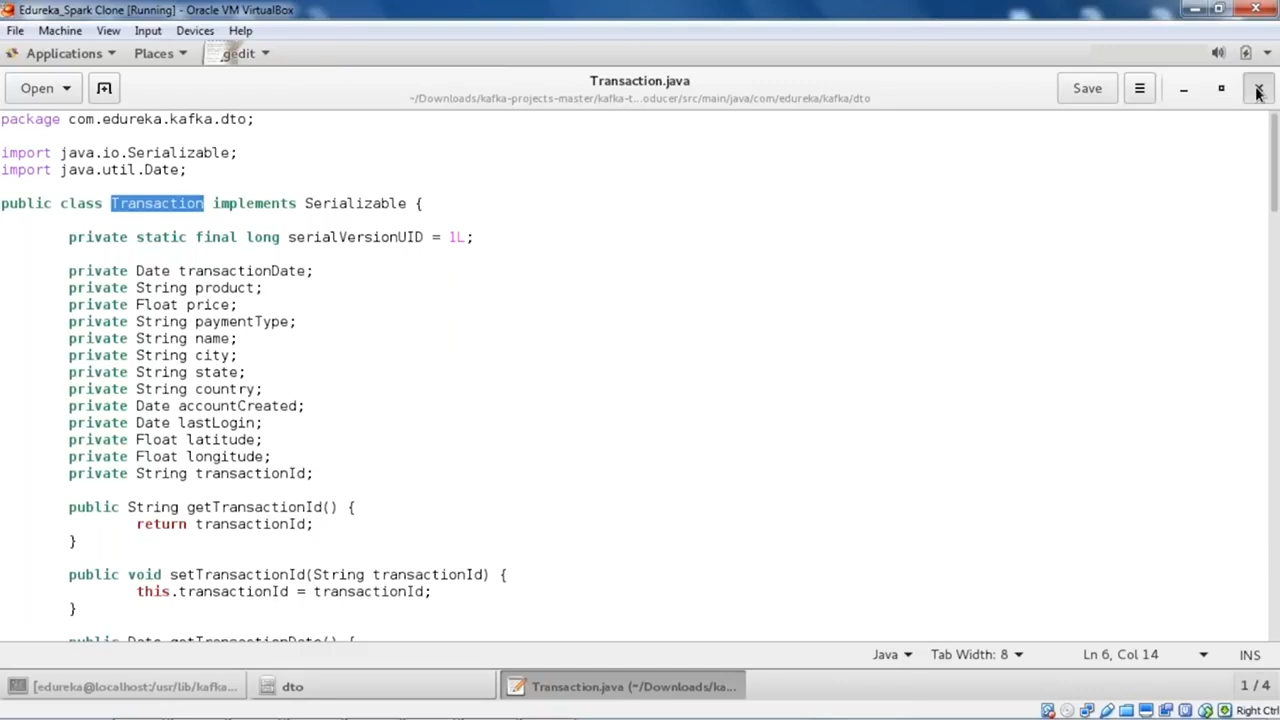 Edureka_Spark Clone [Running] - Oracle VM VirtualBox
File Machine View Input Devices Help
Applications Places gedit
Open Transaction.java Save
~/Downloads/kafka-projects-master/kafka-t...oducer/src/main/java/com/edureka/kafka/dto
package com.edureka.kafka.dto;
import java.io.Serializable;
import java.util.Date;
public class Transaction implements Serializable {
private static final long serialVersionUID = 1L;
private Date transactionDate;
private String product;
private Float price;
private String paymentType;
private String name;
private String city;
private String state;
private String country;
private Date accountCreated;
private Date lastLogin;
private Float latitude;
private Float longitude;
private String transactionId;
public String getTransactionId() {
return transactionId;
}
public void setTransactionId(String transactionId) {
this.transactionId = transactionId;
}
public Date getTransactionDate() {
Java Tab Width: 8 Ln 6, Col 14 INS
[edureka@localhost:/usr/lib/kafka... dto Transaction.java (~/Downloads/ka... 1 / 4
Right Ctrl